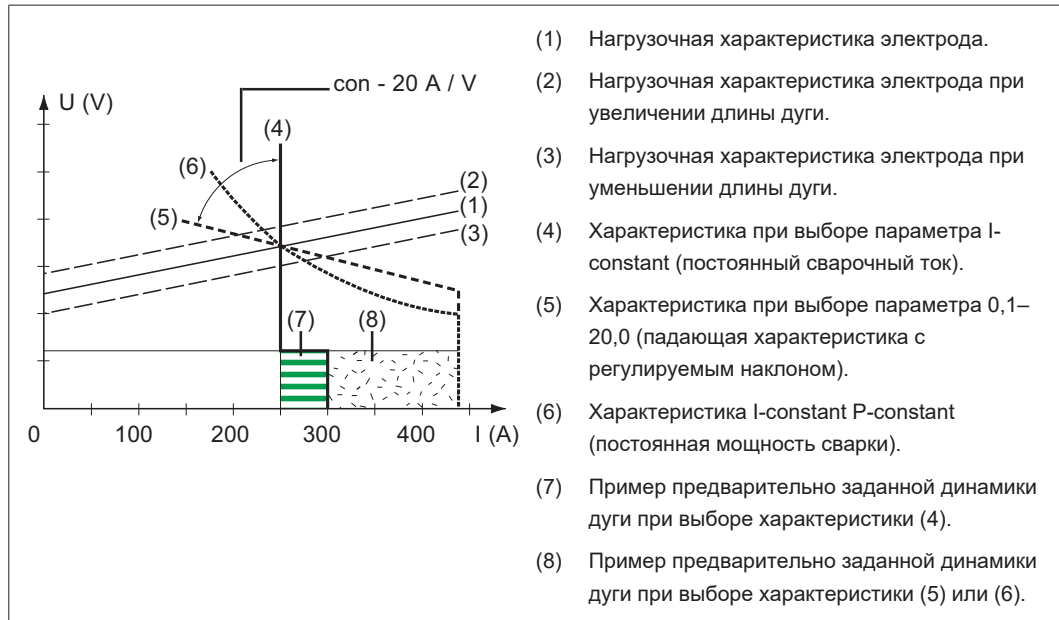 con - 20 A / V
U (V)
(4)
(6)
(2)
(1)
(5)
(3)
(7)
(8)
0
100
200
300
400
I (A)
(1) Нагрузочная характеристика электрода.
(2) Нагрузочная характеристика электрода при
увеличении длины дуги.
(3) Нагрузочная характеристика электрода при
уменьшении длины дуги.
(4) Характеристика при выборе параметра I-
constant (постоянный сварочный ток).
(5) Характеристика при выборе параметра 0,1–
20,0 (падающая характеристика с
регулируемым наклоном).
(6) Характеристика I-constant P-constant
(постоянная мощность сварки).
(7) Пример предварительно заданной динамики
дуги при выборе характеристики (4).
(8) Пример предварительно заданной динамики
дуги при выборе характеристики (5) или (6).